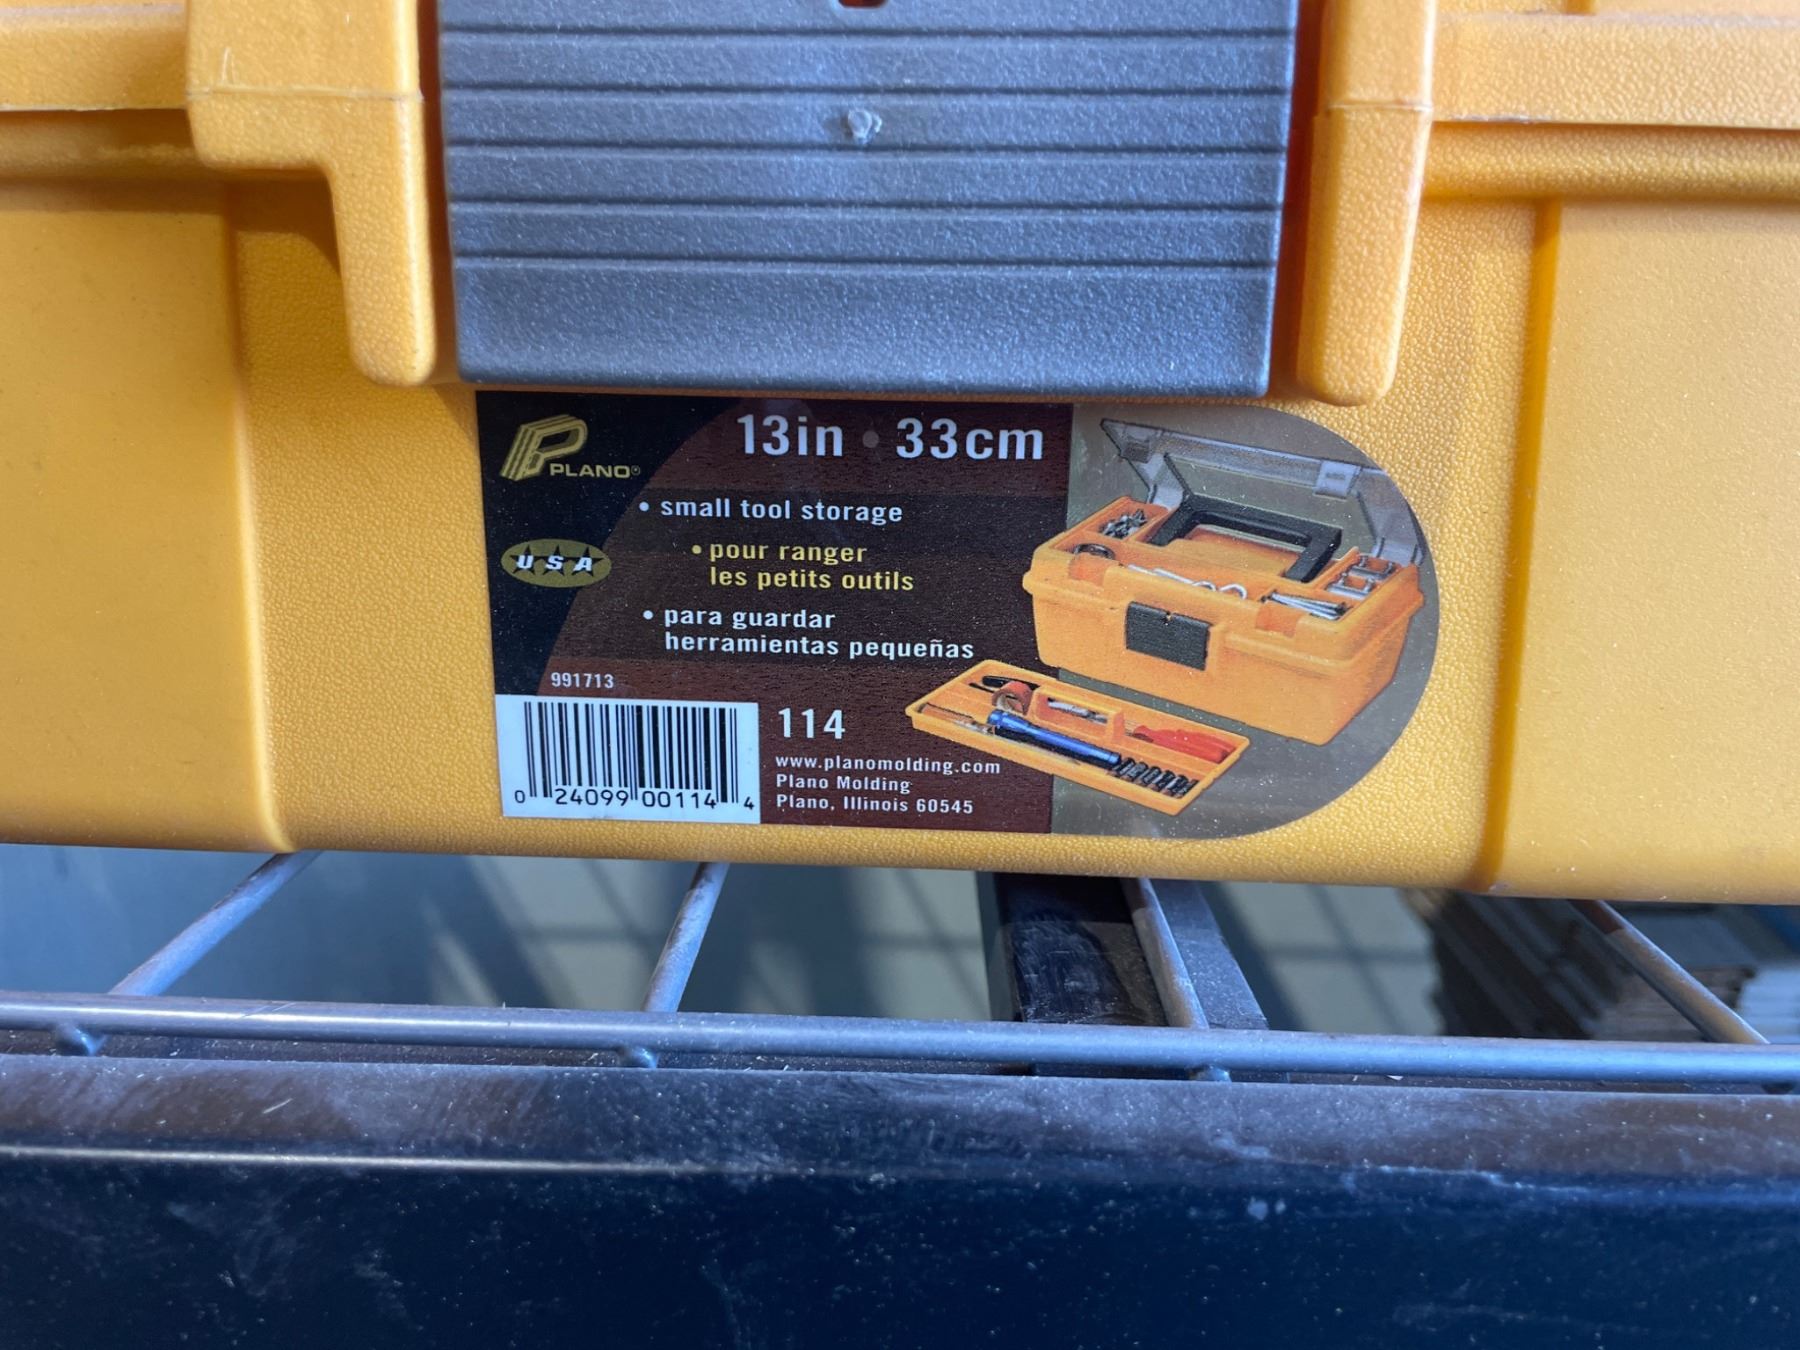 PLANO®
13in • 33cm
• small tool storage
• pour ranger
les petits outils
USA
• para guardar
herramientas pequeñas
991713
0 24099 00114 4
114
www.planomolding.com
Plano Molding
Plano, Illinois 60545